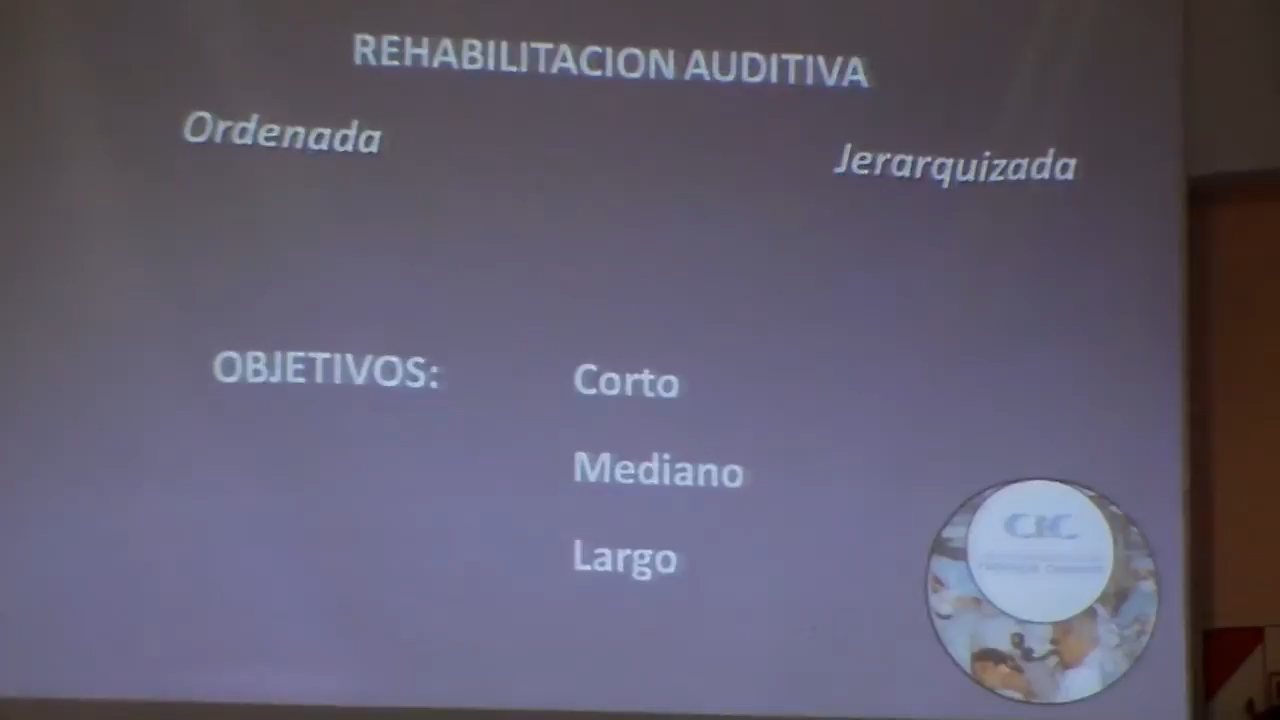 REHABILITACION AUDITIVA
Ordenada
Jerarquizada
OBJETIVOS:
Corto
Mediano
Largo